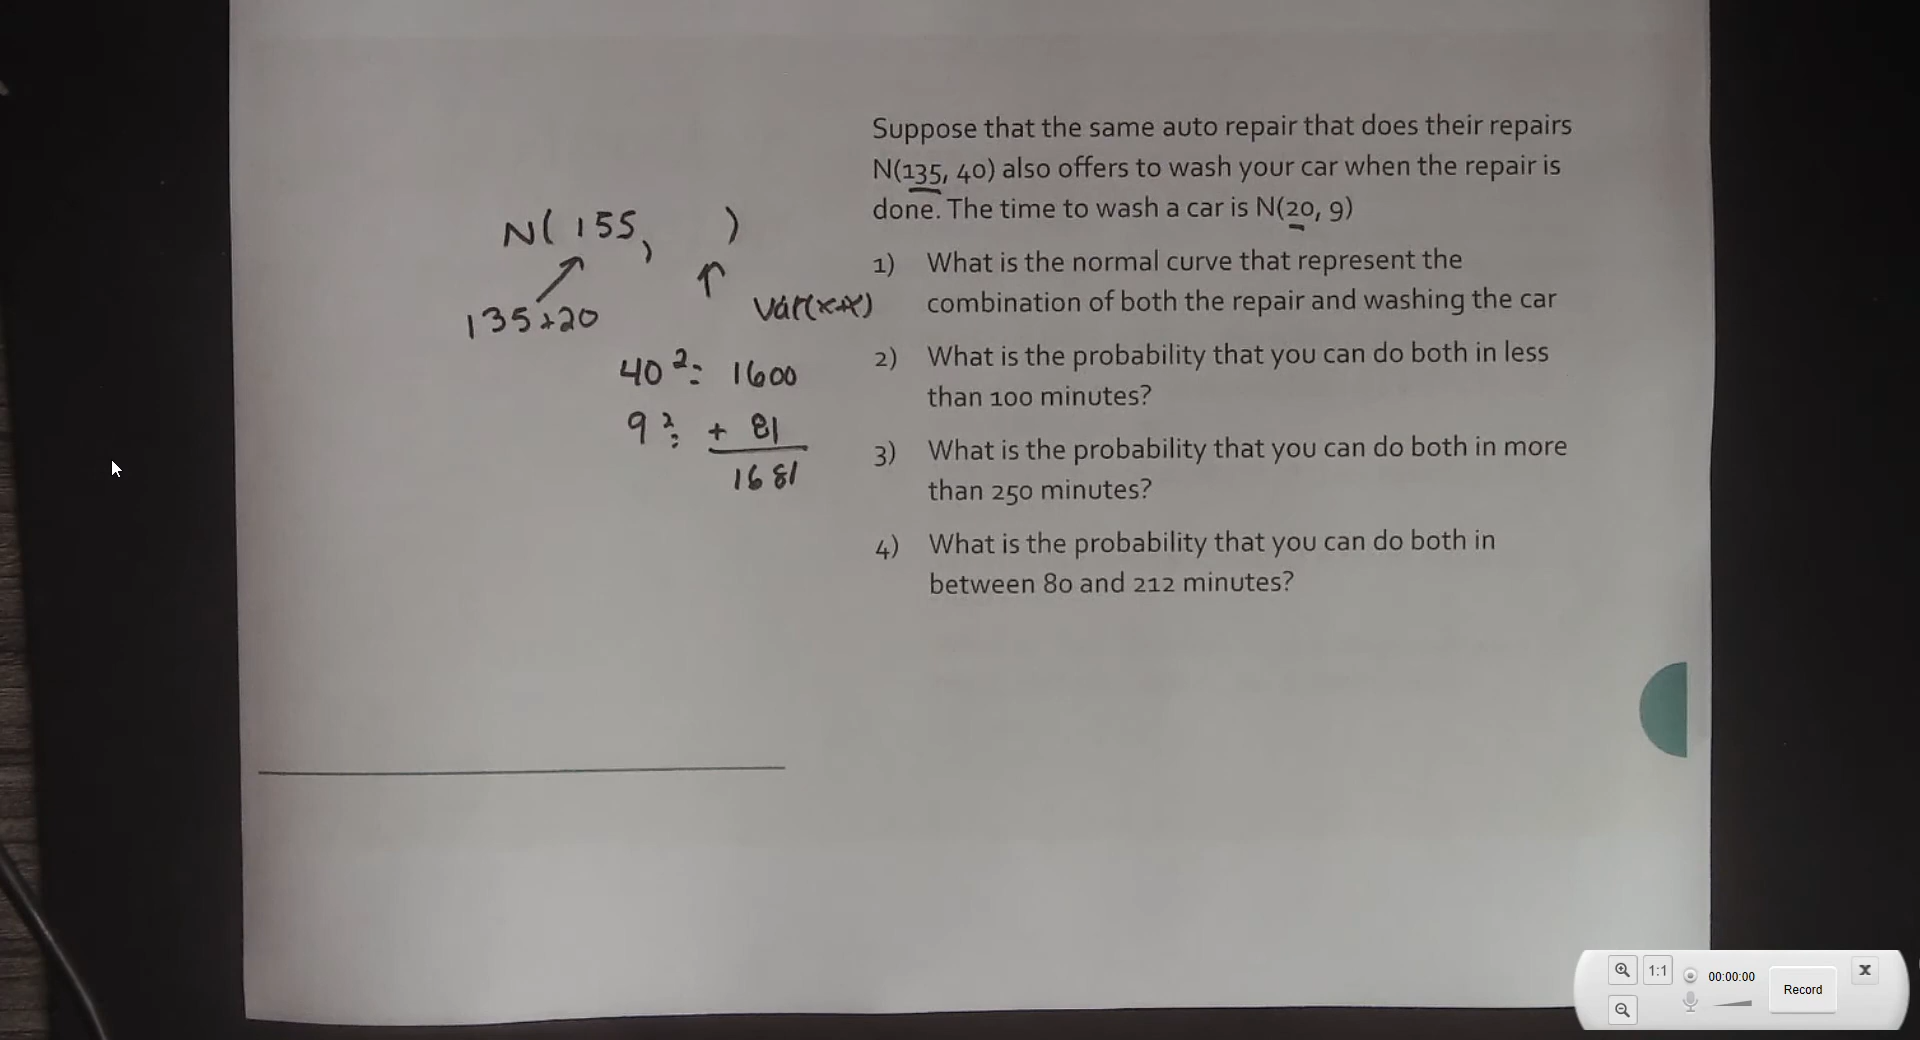 Suppose that the same auto repair that does their repairs
N(135, 40) also offers to wash your car when the repair is
done. The time to wash a car is N(20, 9)
1) What is the normal curve that represent the
combination of both the repair and washing the car
2) What is the probability that you can do both in less
than 100 minutes?
3) What is the probability that you can do both in more
than 250 minutes?
4) What is the probability that you can do both in
between 80 and 212 minutes?
N( 155, )
135+20
40²= 1600
9²= + 81
1681
1:1
00:00:00
Record
x